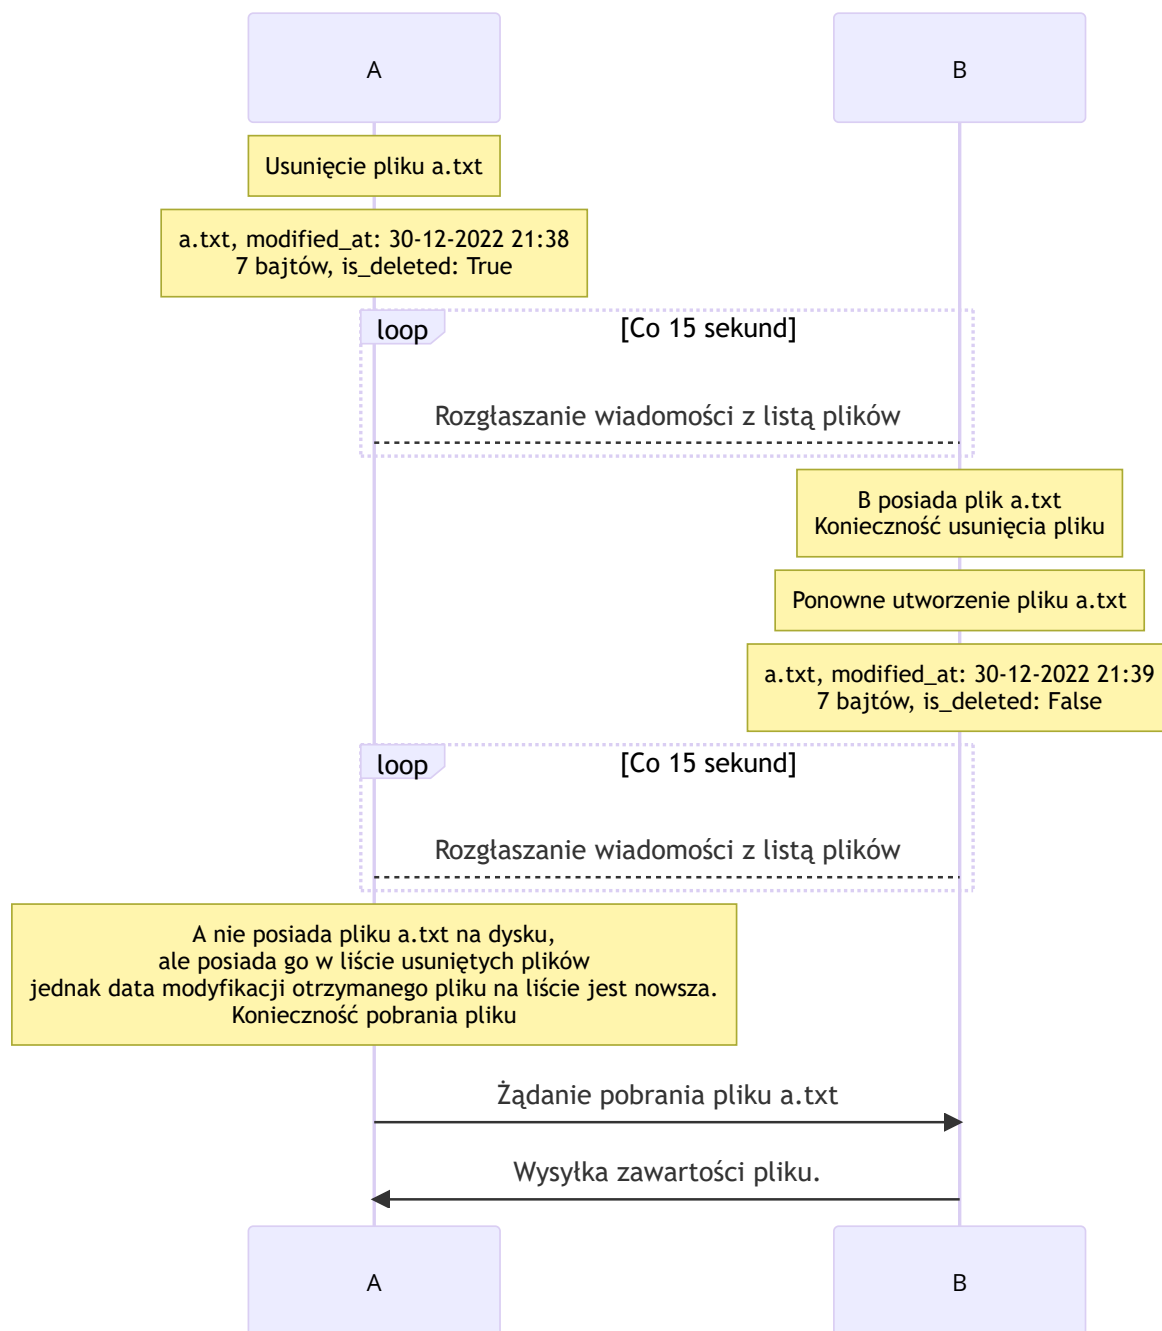 A
B
Usunięcie pliku a.txt
a.txt, modified_at: 30-12-2022 21:38
7 bajtów, is_deleted: True
loop
[Co 15 sekund]
Rozgłaszanie wiadomości z listą plików
B posiada plik a.txt
Konieczność usunięcia pliku
Ponowne utworzenie pliku a.txt
a.txt, modified_at: 30-12-2022 21:39
7 bajtów, is_deleted: False
loop
[Co 15 sekund]
Rozgłaszanie wiadomości z listą plików
A nie posiada pliku a.txt na dysku,
ale posiada go w liście usuniętych plików
jednak data modyfikacji otrzymanego pliku na liście jest nowsza.
Konieczność pobrania pliku
Żądanie pobrania pliku a.txt
Wysyłka zawartości pliku.
A
B